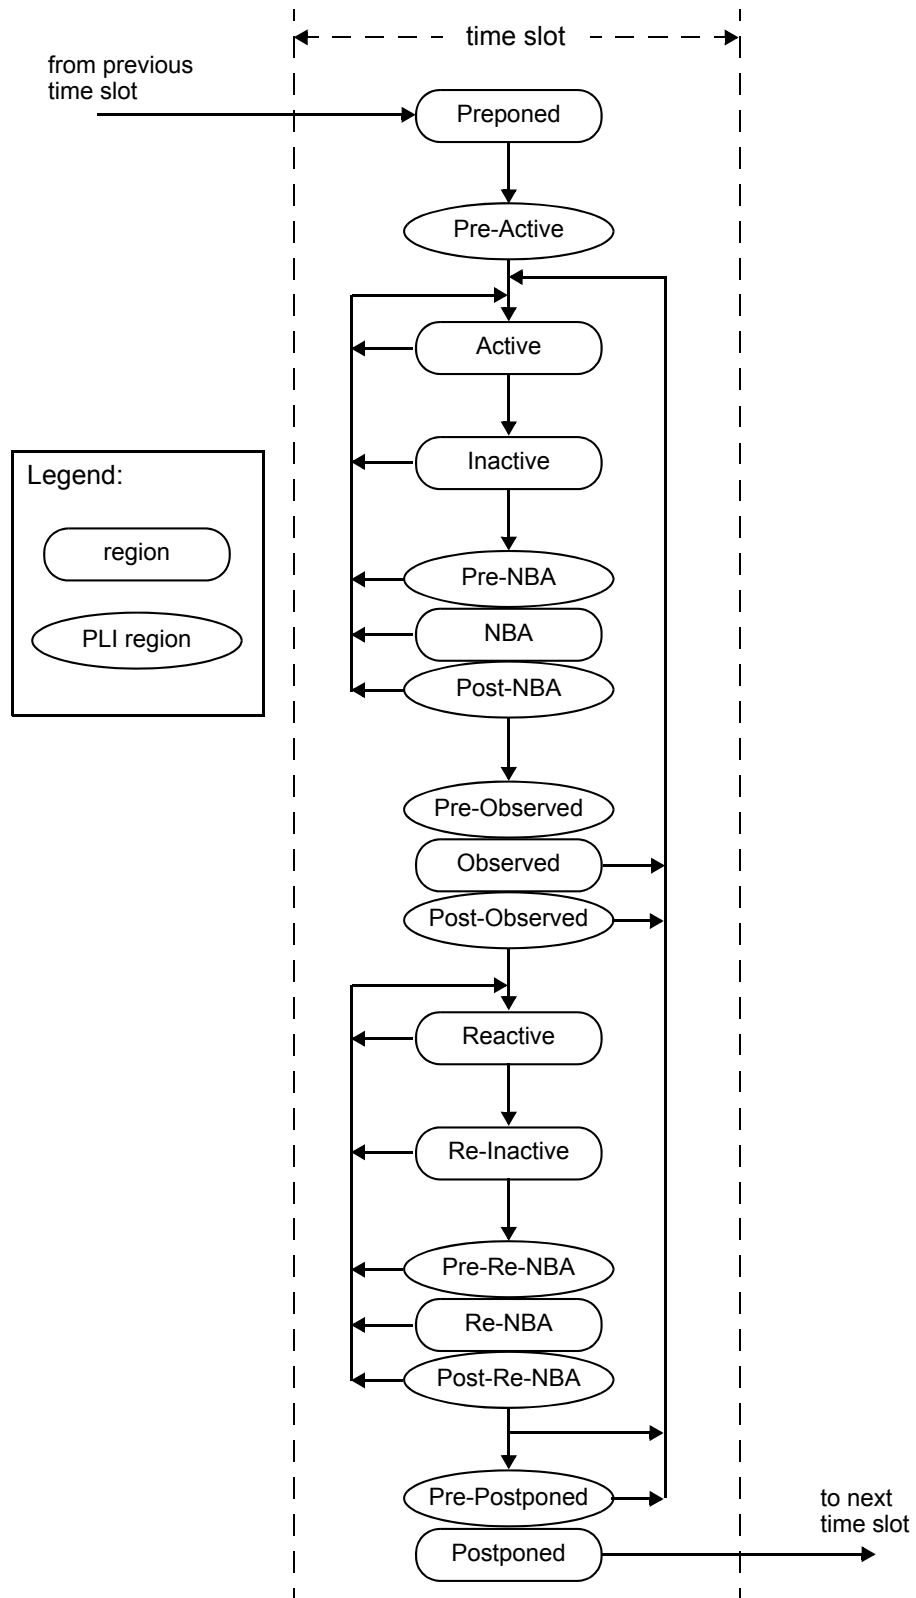 time slot
from previous
time slot
Preponed
Pre-Active
Active
Inactive
Legend:
region
PLI region
Pre-NBA
NBA
Post-NBA
Pre-Observed
Observed
Post-Observed
Reactive
Re-Inactive
Pre-Re-NBA
Re-NBA
Post-Re-NBA
Pre-Postponed
Postponed
to next
time slot